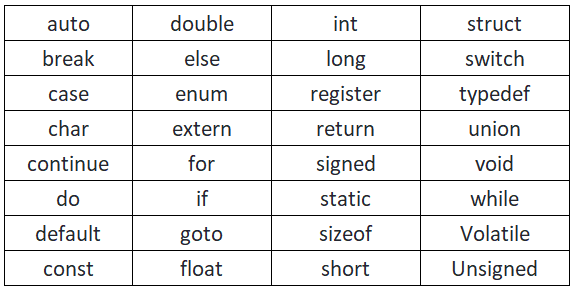 auto double int struct
break else long switch
case enum register typedef
char extern return union
continue for signed void
do if static while
default goto sizeof Volatile
const float short Unsigned